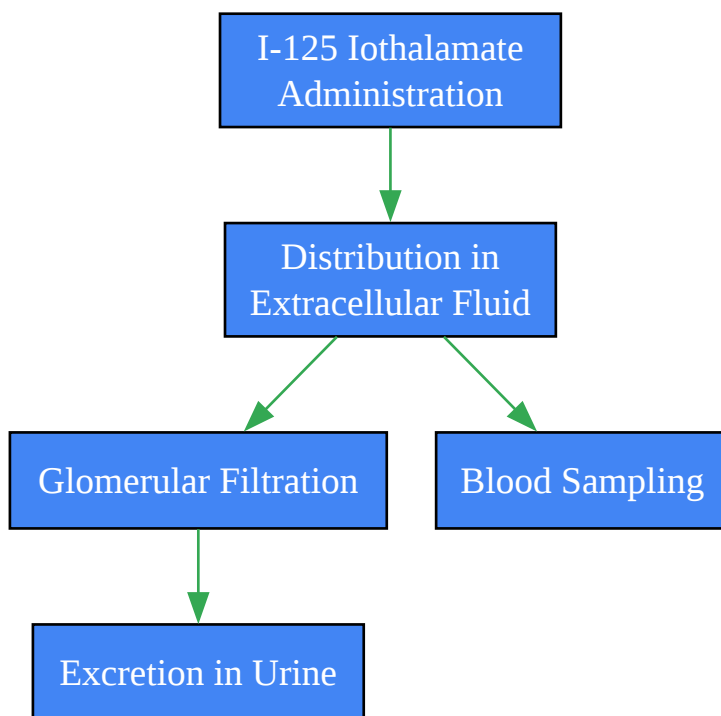 I-125 Iothalamate
Administration
Distribution in
Extracellular Fluid
Glomerular Filtration
Blood Sampling
Excretion in Urine